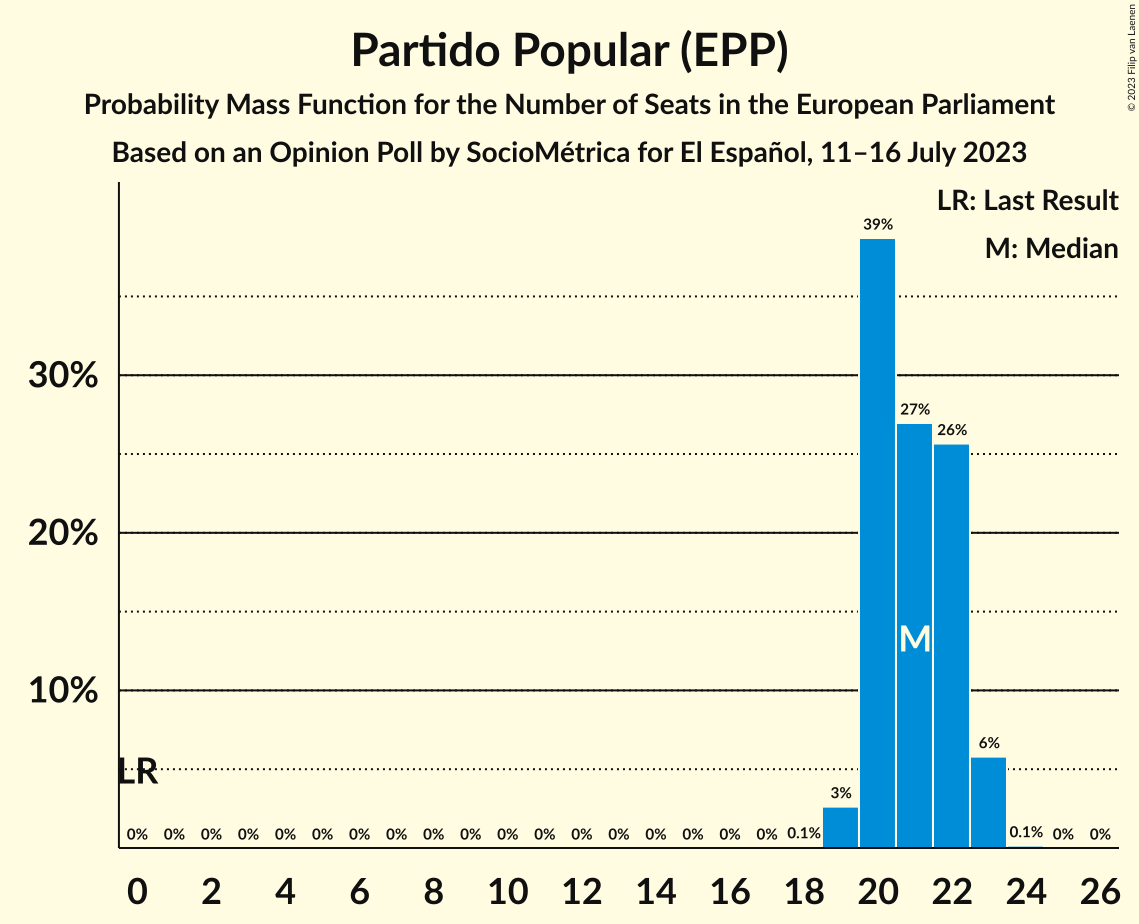 Partido Popular (EPP)
Probability Mass Function for the Number of Seats in the European Parliament
Based on an Opinion Poll by SocioMétrica for El Español, 11–16 July 2023
© 2023 Filip van Laenen
LR: Last Result
M: Median
39%
30%
27%
26%
20%
M
10%
LR
6%
3%
0% 0% 0% 0% 0% 0% 0% 0% 0% 0% 0% 0% 0% 0% 0% 0% 0% 0% 0.1% 0.1% 0% 0%
0 2 4 6 8 10 12 14 16 18 20 22 24 26